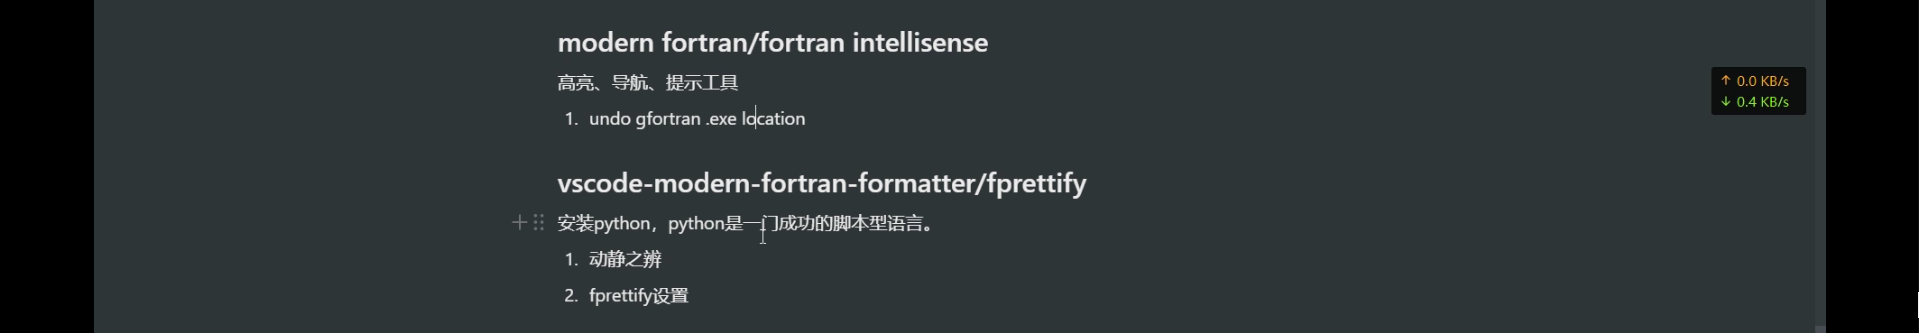 modern fortran/fortran intellisense
高亮、导航、提示工具
↑ 0.0 KB/s
↓ 0.4 KB/s
1. undo gfortran .exe location
vscode-modern-fortran-formatter/fprettify
安装python，python是一门成功的脚本型语言。
1. 动静之辨
2. fprettify设置